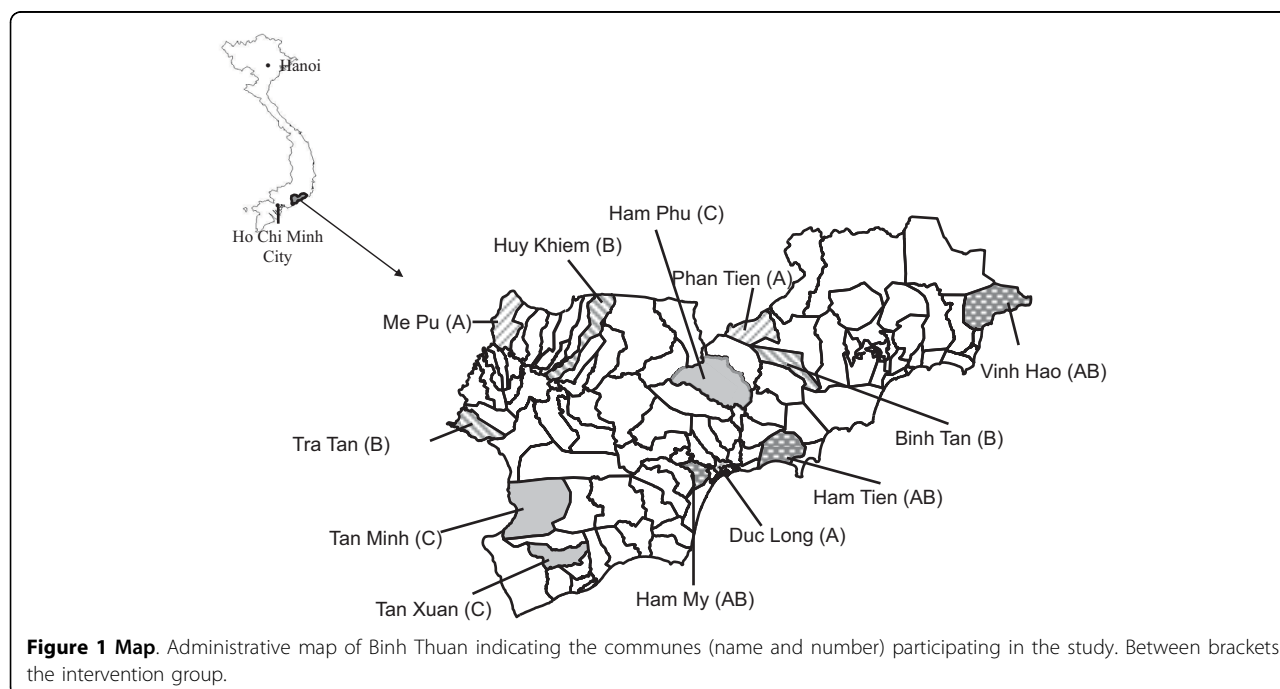 Hanoi
Ho Chi Minh
City
Ham Phu (C)
Huy Khiem (B)
Phan Tien (A)
Me Pu (A)
Vinh Hao (AB)
Tra Tan (B)
Binh Tan (B)
Ham Tien (AB)
Tan Minh (C)
Duc Long (A)
Ham My (AB)
Tan Xuan (C)
Figure 1 Map. Administrative map of Binh Thuan indicating the communes (name and number) participating in the study. Between brackets
the intervention group.